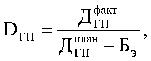 D_ГП = Д_ГП^факт / (Д_ГП^план − Б_э),